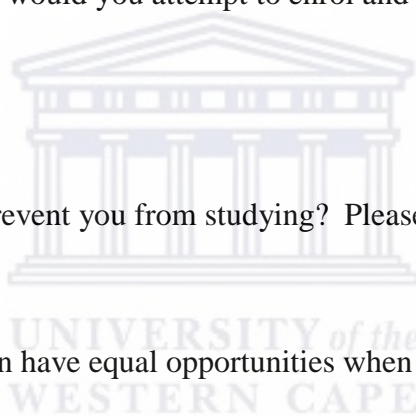 would you attempt to enrol and
revent you from studying? Please
UNIVERSITY of the
n have equal opportunities when
WESTERN CAPE